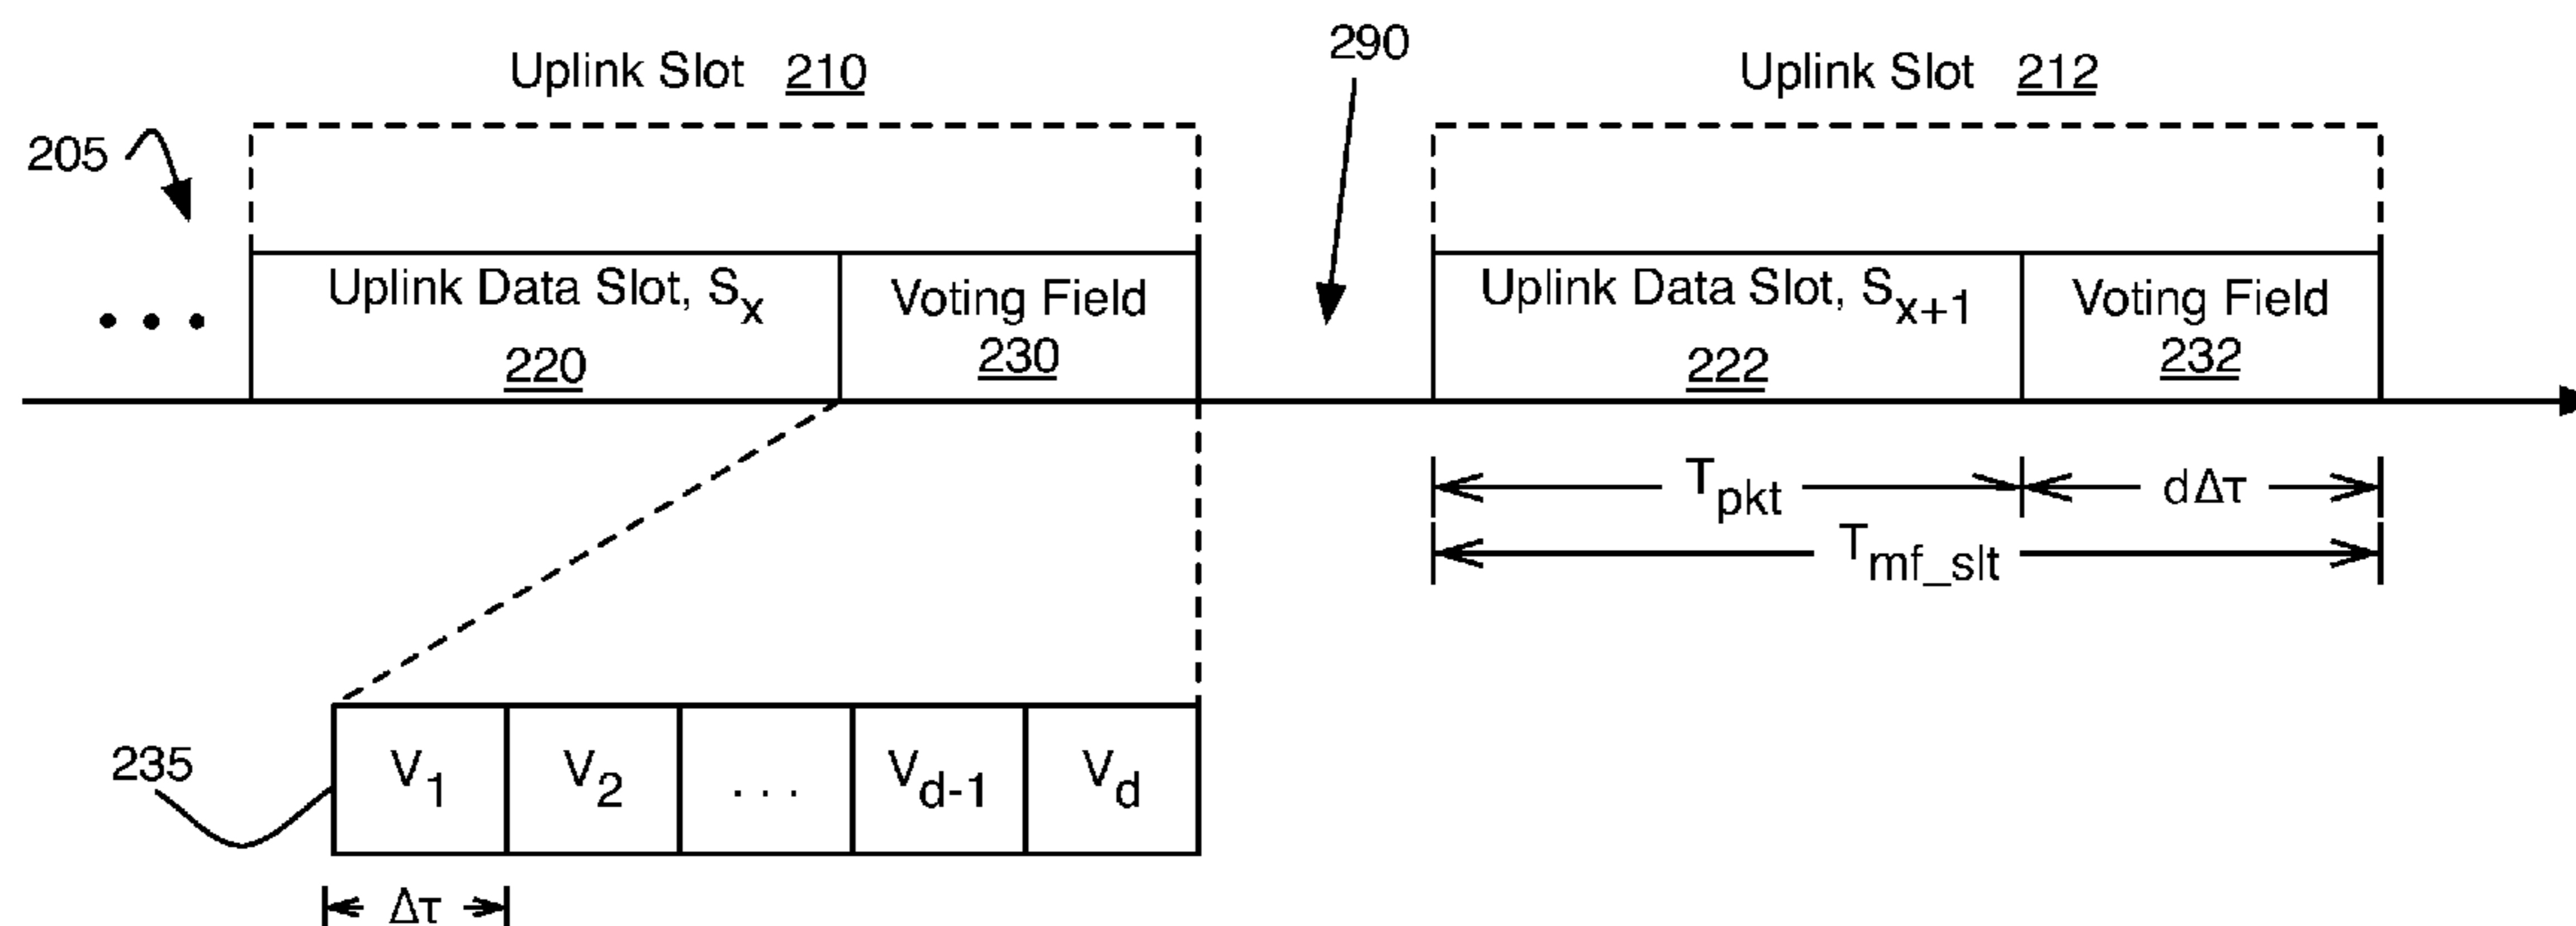 290
Uplink Slot 210
Uplink Slot 212
205
Uplink Data Slot, Sx
220
Voting Field
230
Uplink Data Slot, Sx+1
222
Voting Field
232
Tpkt
dΔτ
Tmf_slt
235
V1
V2
...
Vd-1
Vd
Δτ